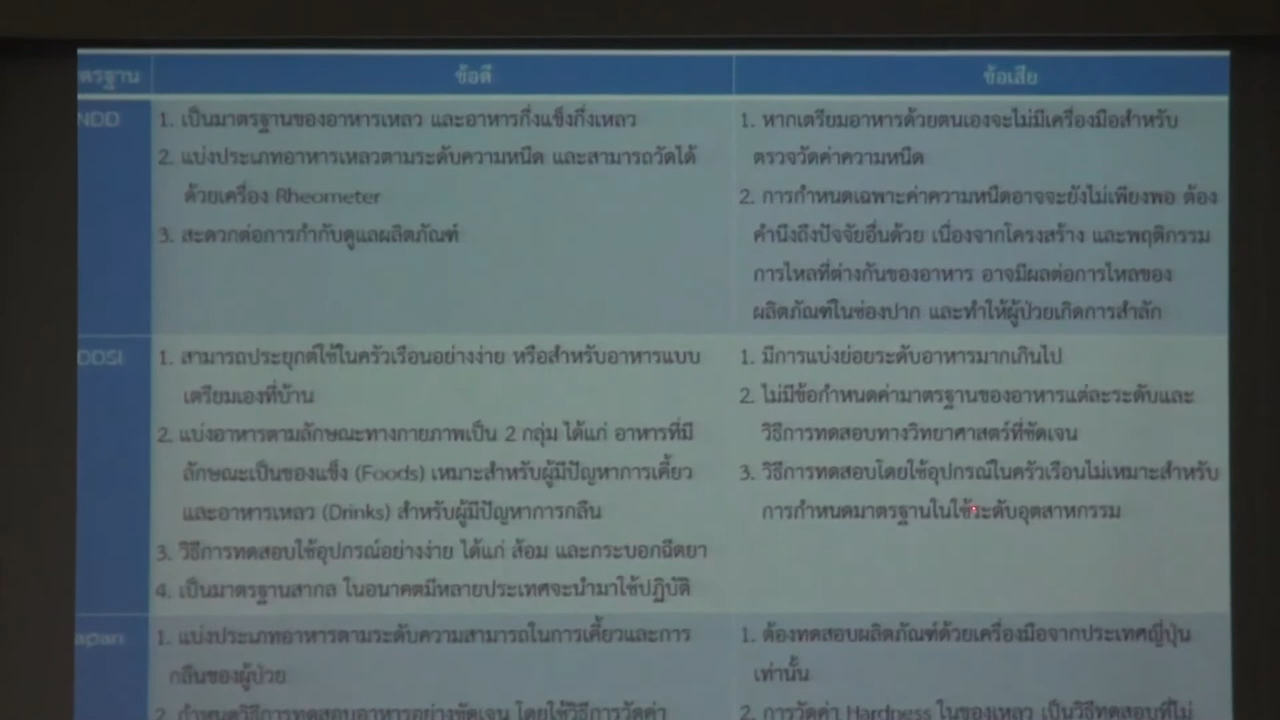 ตรฐาน ข้อดี ข้อเสีย
NDD
1. เป็นมาตรฐานของอาหารเหลว และอาหารกึ่งแข็งกึ่งเหลว
2. แบ่งประเภทอาหารเหลวตามระดับความหนืด และสามารถวัดได้
ด้วยเครื่อง Rheometer
3. สะดวกต่อการกำกับดูแลผลิตภัณฑ์
1. หากเตรียมอาหารด้วยตนเองจะไม่มีเครื่องมือสำหรับ
ตรวจวัดค่าความหนืด
2. การกำหนดเฉพาะค่าความหนืดอาจจะยังไม่เพียงพอ ต้อง
คำนึงถึงปัจจัยอื่นด้วย เนื่องจากโครงสร้าง และพฤติกรรม
การไหลที่ต่างกันของอาหาร อาจมีผลต่อการไหลของ
ผลิตภัณฑ์ในช่องปาก และทำให้ผู้ป่วยเกิดการสำลัก
DDSI
1. สามารถประยุกต์ใช้ในครัวเรือนอย่างง่าย หรือสำหรับอาหารแบบ
เตรียมเองที่บ้าน
2. แบ่งอาหารตามลักษณะทางกายภาพเป็น 2 กลุ่ม ได้แก่ อาหารที่มี
ลักษณะเป็นของแข็ง (Foods) เหมาะสำหรับผู้มีปัญหาการเคี้ยว
และอาหารเหลว (Drinks) สำหรับผู้มีปัญหาการกลืน
3. วิธีการทดสอบใช้อุปกรณ์อย่างง่าย ได้แก่ ส้อม และกระบอกฉีดยา
4. เป็นมาตรฐานสากล ในอนาคตมีหลายประเทศจะนำมาใช้ปฏิบัติ
1. มีการแบ่งย่อยระดับอาหารมากเกินไป
2. ไม่มีข้อกำหนดค่ามาตรฐานของอาหารแต่ละระดับและ
วิธีการทดสอบทางวิทยาศาสตร์ที่ชัดเจน
3. วิธีการทดสอบโดยใช้อุปกรณ์ในครัวเรือนไม่เหมาะสำหรับ
การกำหนดมาตรฐานในใช้ระดับอุตสาหกรรม
apan
1. แบ่งประเภทอาหารตามระดับความสามารถในการเคี้ยวและการ
กลืนของผู้ป่วย
2. กำหนดวิธีการทดสอบอาหารอย่างชัดเจน โดยใช้วิธีการวัดค่า
1. ต้องทดสอบผลิตภัณฑ์ด้วยเครื่องมือจากประเทศญี่ปุ่น
เท่านั้น
2. การวัดค่า Hardness ในของเหลว เป็นวิธีทดสอบที่ไม่